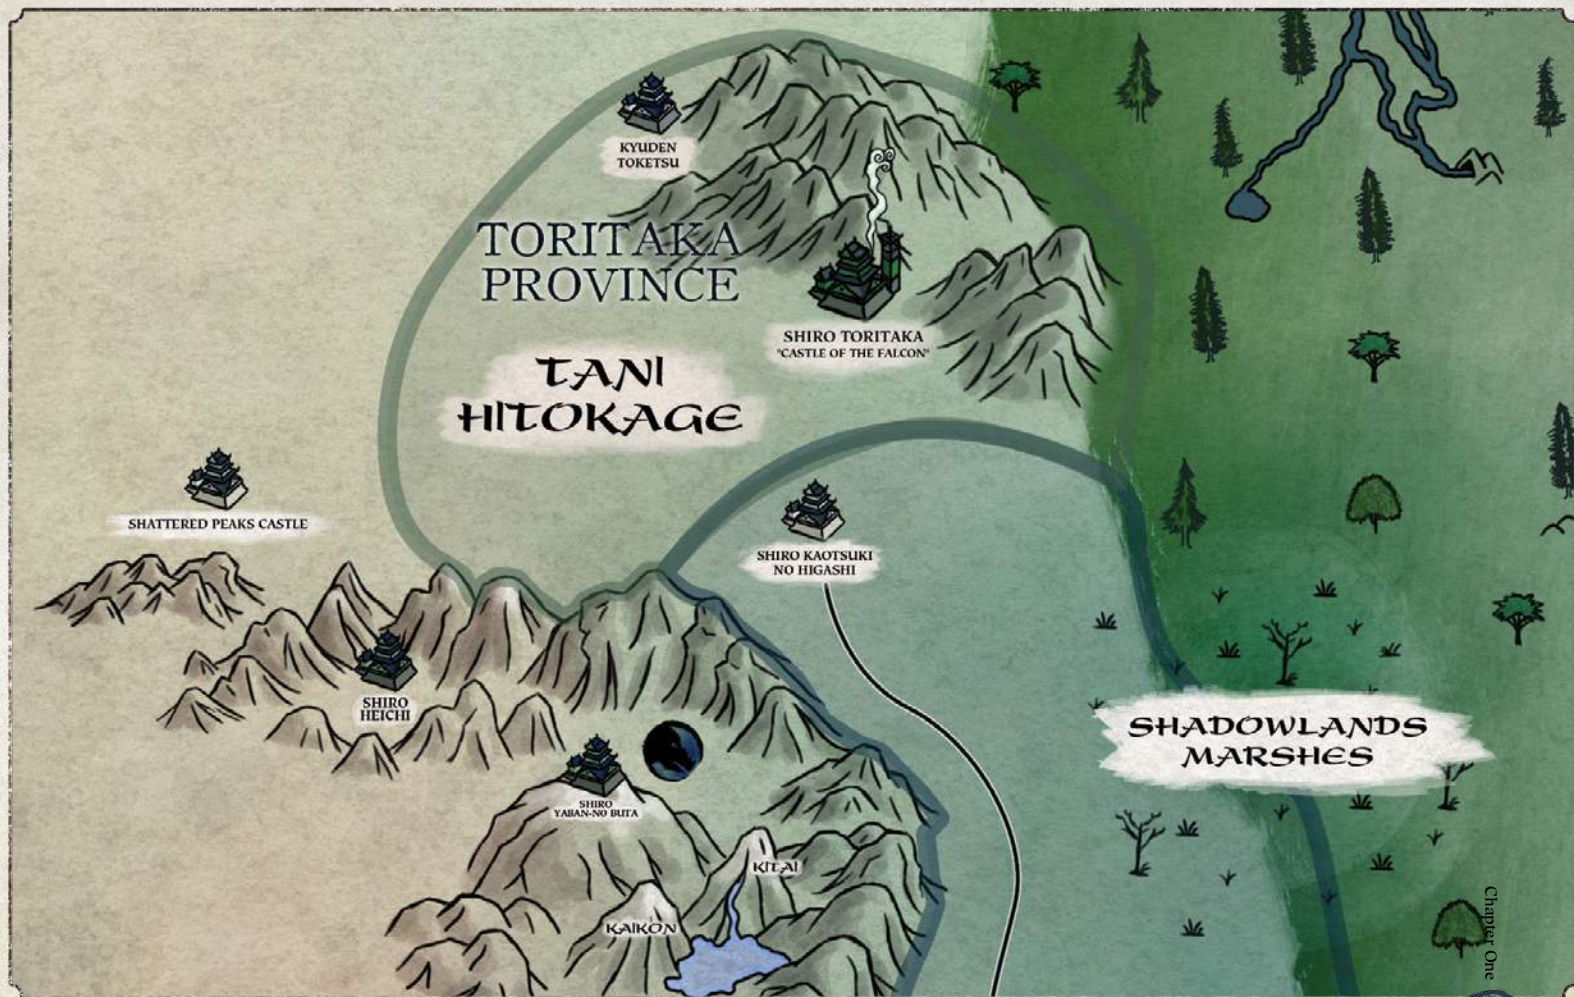 KYUDEN
TOKETSU
TORITAKA
PROVINCE
SHIRO TORITAKA
"CASTLE OF THE FALCON"
TANI
HITOKAGE
SHATTERED PEAKS CASTLE
SHIRO KAOTSUKI
NO HIGASHI
SHIRO
HEICHI
SHADOWLANDS
MARSHES
SHIRO
YABAN-NO BUTA
KITAI
KAIKON
Chapter One